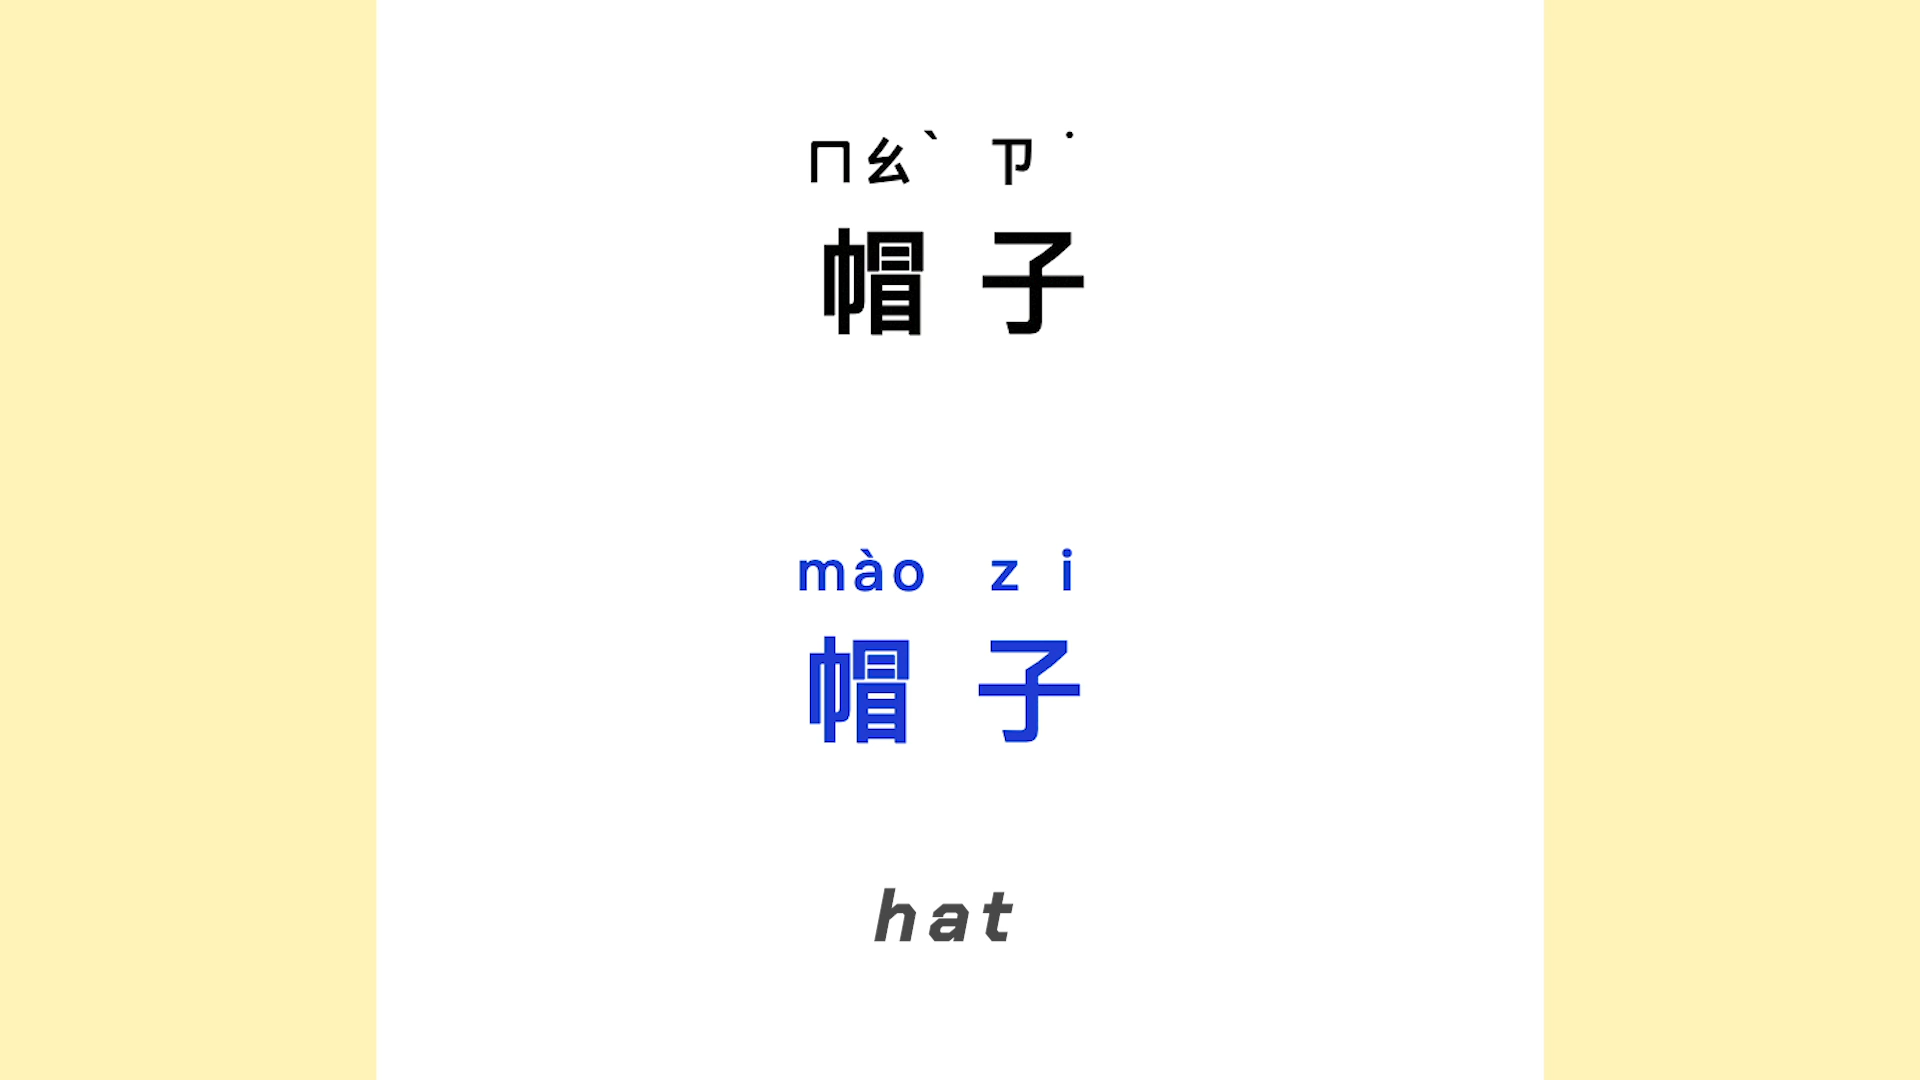 ㄇㄠˋ ㄗ˙
帽 子
mào zi
帽 子
hat